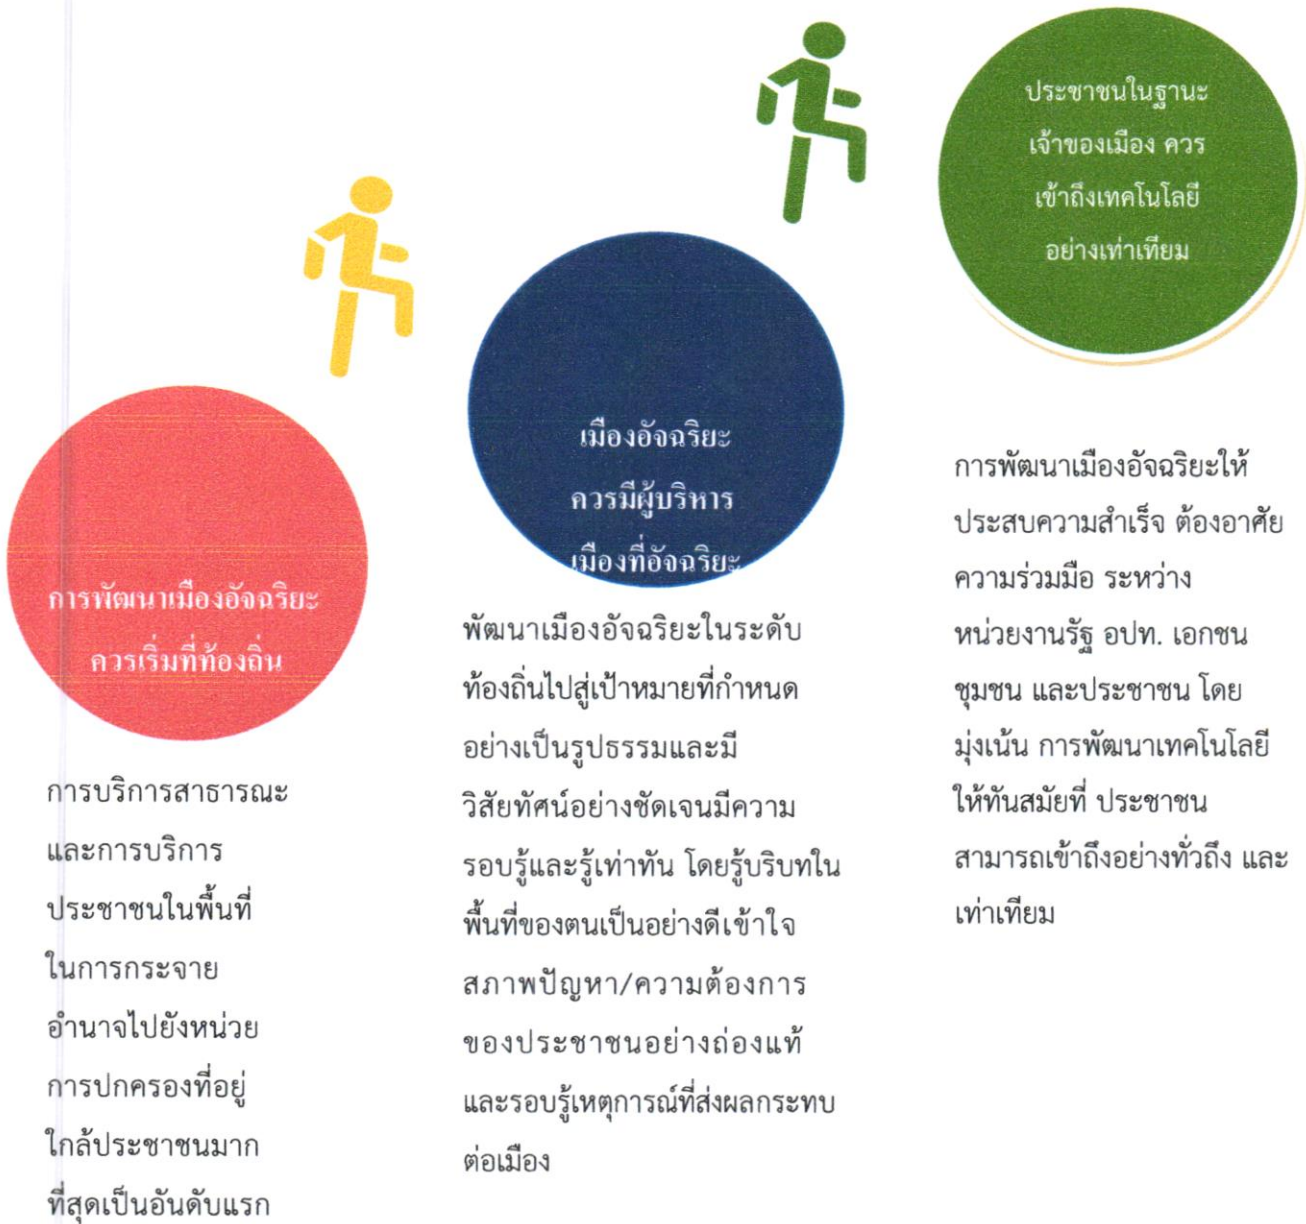 การพัฒนาเมืองอัจฉริยะ
ควรเริ่มที่ท้องถิ่น
การบริการสาธารณะ
และการบริการ
ประชาชนในพื้นที่
ในการกระจาย
อำนาจไปยังหน่วย
การปกครองที่อยู่
ใกล้ประชาชนมาก
ที่สุดเป็นอันดับแรก
เมืองอัจฉริยะ
ควรมีผู้บริหาร
เมืองที่อัจฉริยะ
พัฒนาเมืองอัจฉริยะในระดับ
ท้องถิ่นไปสู่เป้าหมายที่กำหนด
อย่างเป็นรูปธรรมและมี
วิสัยทัศน์อย่างชัดเจนมีความ
รอบรู้และรู้เท่าทัน โดยรู้บริบทใน
พื้นที่ของตนเป็นอย่างดีเข้าใจ
สภาพปัญหา/ความต้องการ
ของประชาชนอย่างถ่องแท้
และรอบรู้เหตุการณ์ที่ส่งผลกระทบ
ต่อเมือง
ประชาชนในฐานะ
เจ้าของเมือง ควร
เข้าถึงเทคโนโลยี
อย่างเท่าเทียม
การพัฒนาเมืองอัจฉริยะให้
ประสบความสำเร็จ ต้องอาศัย
ความร่วมมือ ระหว่าง
หน่วยงานรัฐ อปท. เอกชน
ชุมชน และประชาชน โดย
มุ่งเน้น การพัฒนาเทคโนโลยี
ให้ทันสมัยที่ ประชาชน
สามารถเข้าถึงอย่างทั่วถึง และ
เท่าเทียม